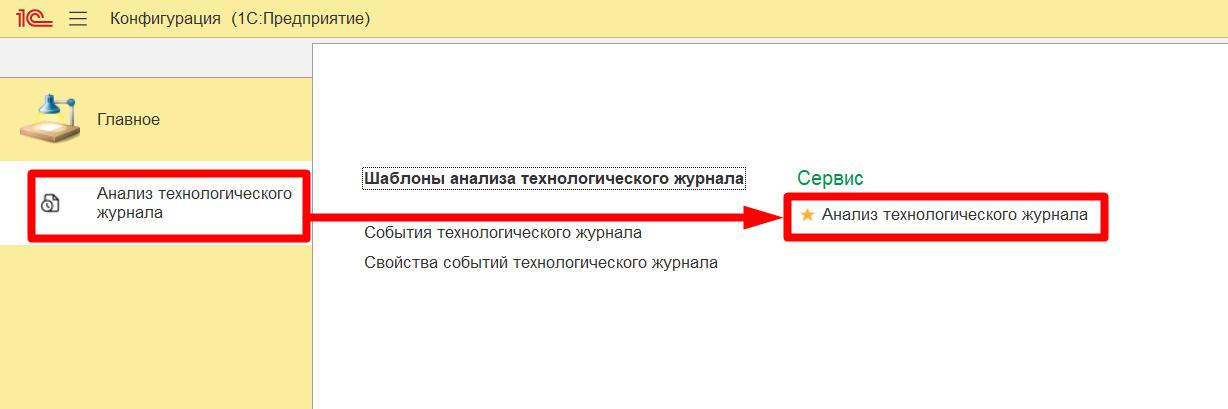 1С Конфигурация (1С:Предприятие)
Главное
Анализ технологического
журнала
Шаблоны анализа технологического журнала
События технологического журнала
Свойства событий технологического журнала
Сервис
Анализ технологического журнала